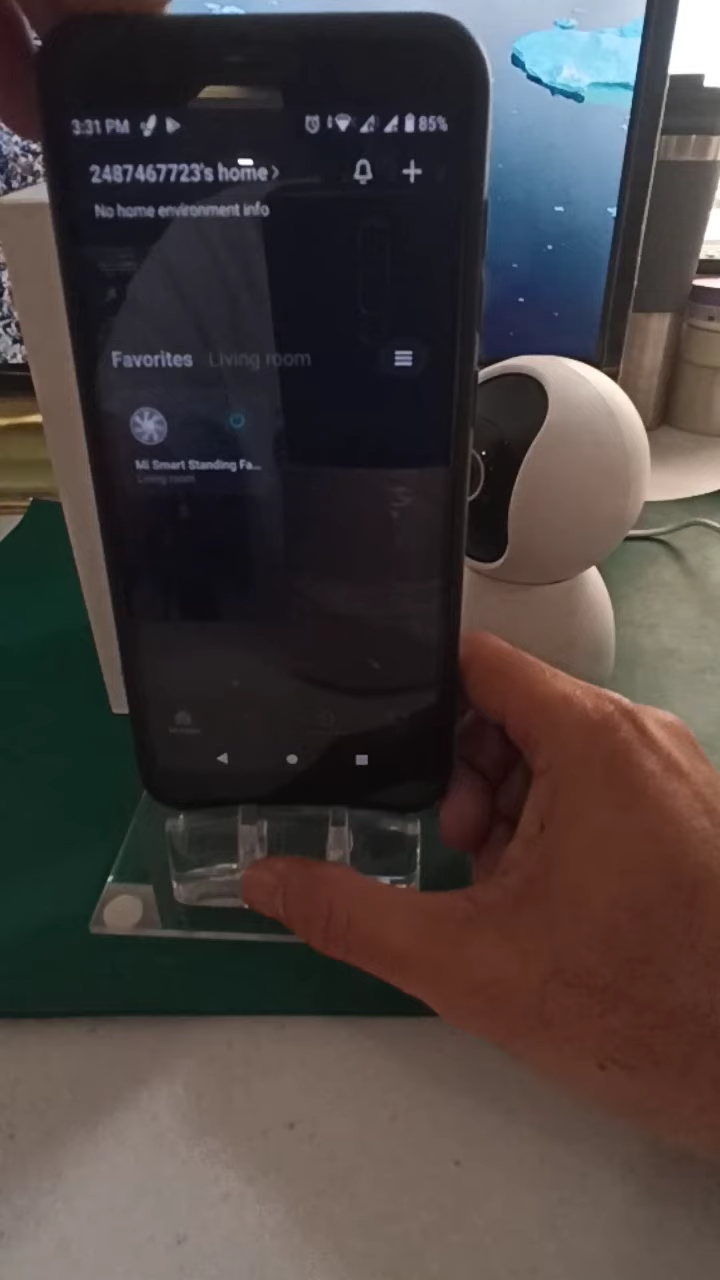 3:31 PM 85%
2487467723's home
No home environment info
Favorites Living room
Mi Smart Standing Fa...
Living room